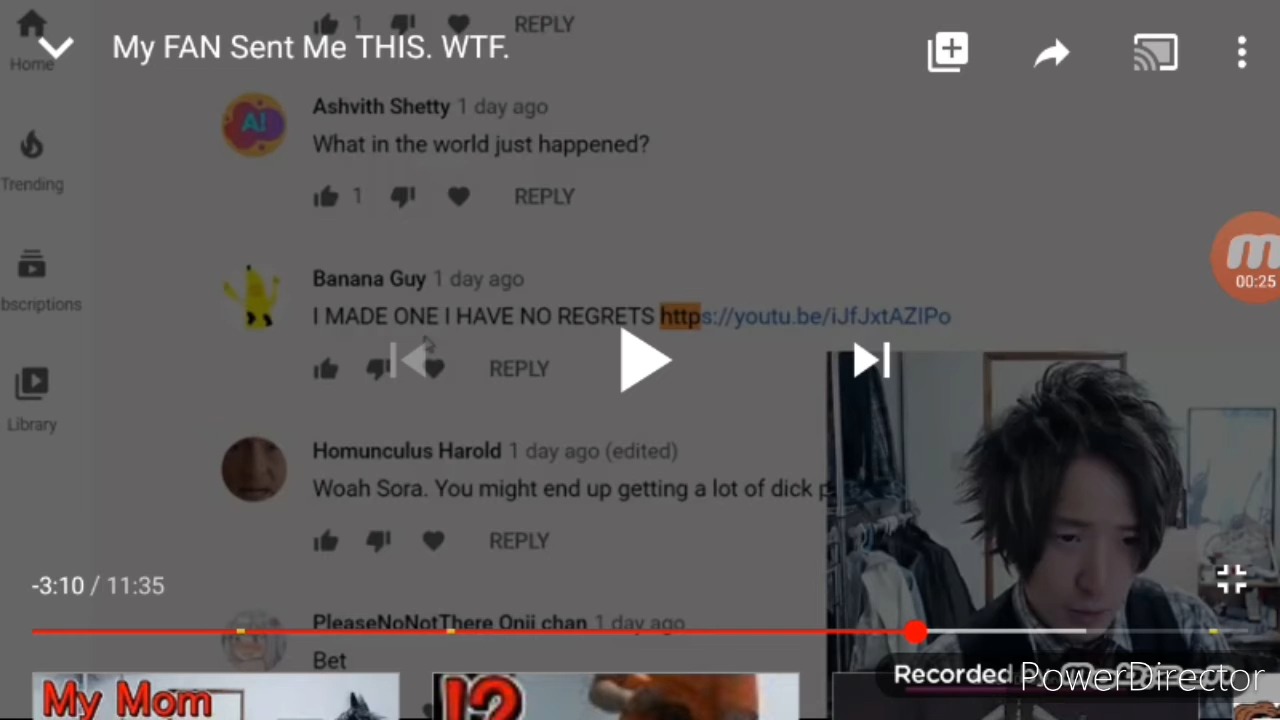 1 REPLY
Home
My FAN Sent Me THIS. WTF.
Ashvith Shetty 1 day ago
AI!
What in the world just happened?
Trending
1 REPLY
00:25
Banana Guy 1 day ago
bscriptions
I MADE ONE I HAVE NO REGRETS https://youtu.be/iJfJxtAZIPo
REPLY
Library
Homunculus Harold 1 day ago (edited)
Woah Sora. You might end up getting a lot of dick p
REPLY
-3:10 / 11:35
PleaseNoNotThere Onii chan 1 day ago
Bet
Recorded
PowerDirector
My Mom
!?